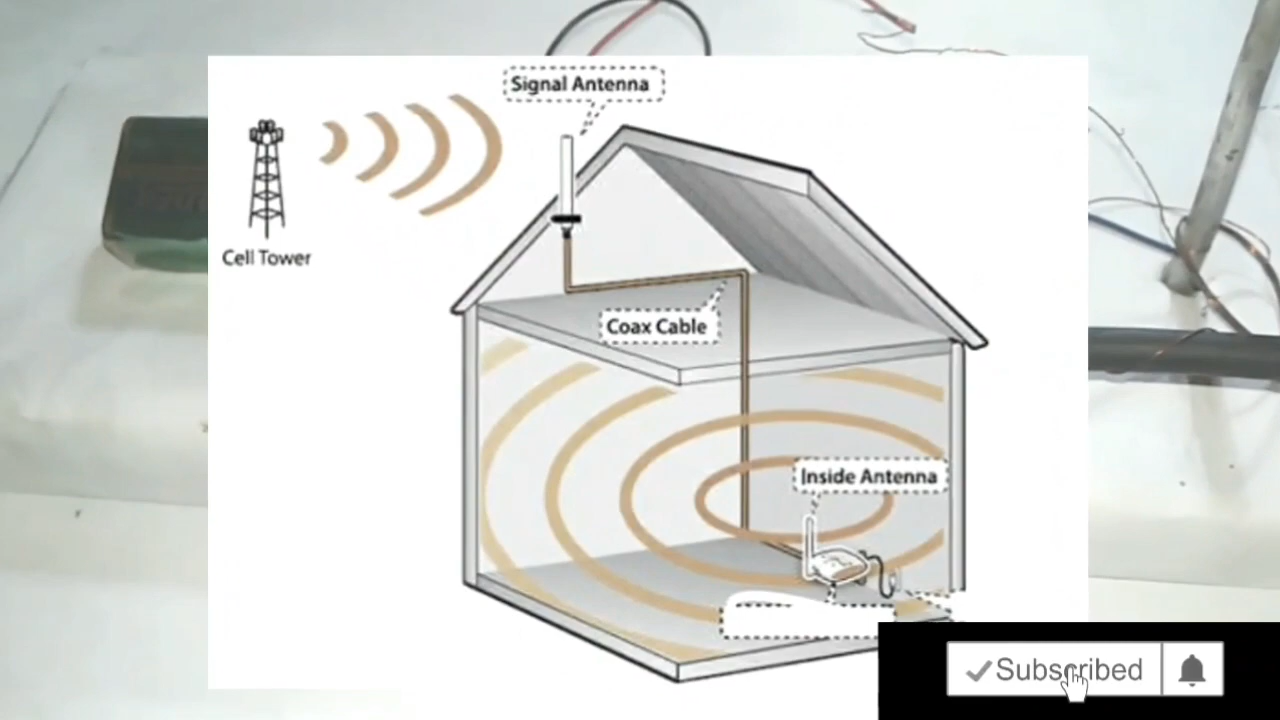 Signal Antenna
Cell Tower
Coax Cable
Inside Antenna
Subscribed